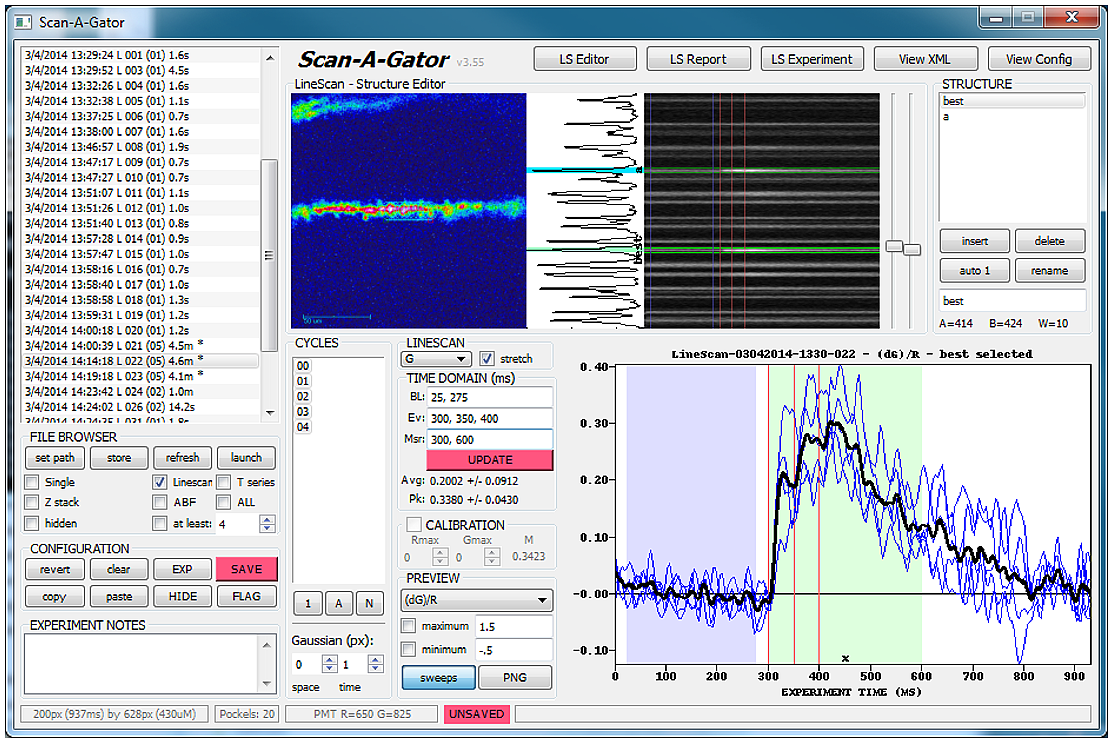 Scan-A-Gator
3/4/2014 13:29:24 L 001 (01) 1.6s
3/4/2014 13:29:52 L 003 (01) 4.5s
3/4/2014 13:32:26 L 004 (01) 1.6s
3/4/2014 13:32:38 L 005 (01) 1.1s
3/4/2014 13:37:25 L 006 (01) 0.7s
3/4/2014 13:38:00 L 007 (01) 1.6s
3/4/2014 13:46:57 L 008 (01) 1.9s
3/4/2014 13:47:17 L 009 (01) 0.7s
3/4/2014 13:47:27 L 010 (01) 0.7s
3/4/2014 13:51:07 L 011 (01) 1.1s
3/4/2014 13:51:26 L 012 (01) 1.0s
3/4/2014 13:51:40 L 013 (01) 0.8s
3/4/2014 13:57:28 L 014 (01) 0.9s
3/4/2014 13:57:47 L 015 (01) 1.0s
3/4/2014 13:58:16 L 016 (01) 0.7s
3/4/2014 13:58:40 L 017 (01) 1.0s
3/4/2014 13:58:58 L 018 (01) 1.3s
3/4/2014 13:59:31 L 019 (01) 1.2s
3/4/2014 14:00:18 L 020 (01) 1.2s
3/4/2014 14:00:39 L 021 (05) 4.5m *
3/4/2014 14:14:18 L 022 (05) 4.6m *
3/4/2014 14:19:18 L 023 (05) 4.1m *
3/4/2014 14:23:42 L 024 (02) 1.0m
3/4/2014 14:24:02 L 026 (02) 14.2s
3/4/2014 14:24:35 L 031 (01) 1.8s
FILE BROWSER
set path store refresh launch
Single Linescan T series
Z stack ABF ALL
hidden at least: 4
CONFIGURATION
revert clear EXP SAVE
copy paste HIDE FLAG
EXPERIMENT NOTES
Scan-A-Gator v3.55
LS Editor LS Report LS Experiment View XML View Config
LineScan - Structure Editor
a
best
50 um
STRUCTURE
best
a
insert delete
auto 1 rename
best
A=414 B=424 W=10
CYCLES
00
01
02
03
04
1 A N
Gaussian (px):
0 1
space time
LINESCAN
G stretch
TIME DOMAIN (ms)
BL: 25, 275
Ev: 300, 350, 400
Msr: 300, 600
UPDATE
Avg: 0.2002 +/- 0.0912
Pk: 0.3380 +/- 0.0430
CALIBRATION
Rmax Gmax M
0 0 0.3423
PREVIEW
(dG)/R
maximum 1.5
minimum -.5
sweeps PNG
LineScan-03042014-1330-022 - (dG)/R - best selected
0.40
0.30
0.20
0.10
-0.00
-0.10
x
0 100 200 300 400 500 600 700 800 900
EXPERIMENT TIME (MS)
200px (937ms) by 628px (430uM) Pockels: 20 PMT R=650 G=825 UNSAVED